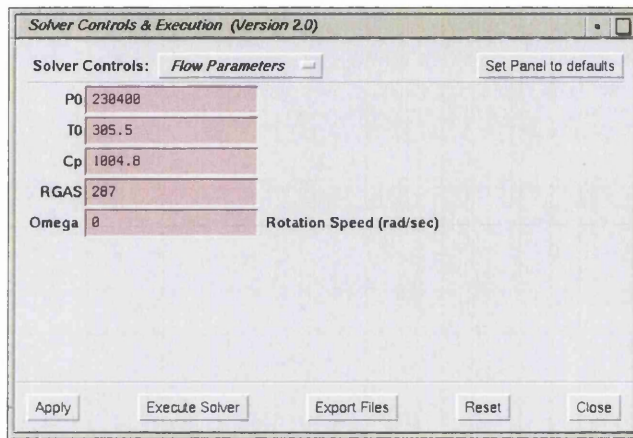 Solver Controls & Execution (Version 2.0)
Solver Controls: Flow Parameters
Set Panel to defaults
P0 230400
T0 305.5
Cp 1004.8
RGAS 287
Omega 0 Rotation Speed (rad/sec)
Apply Execute Solver Export Files Reset Close